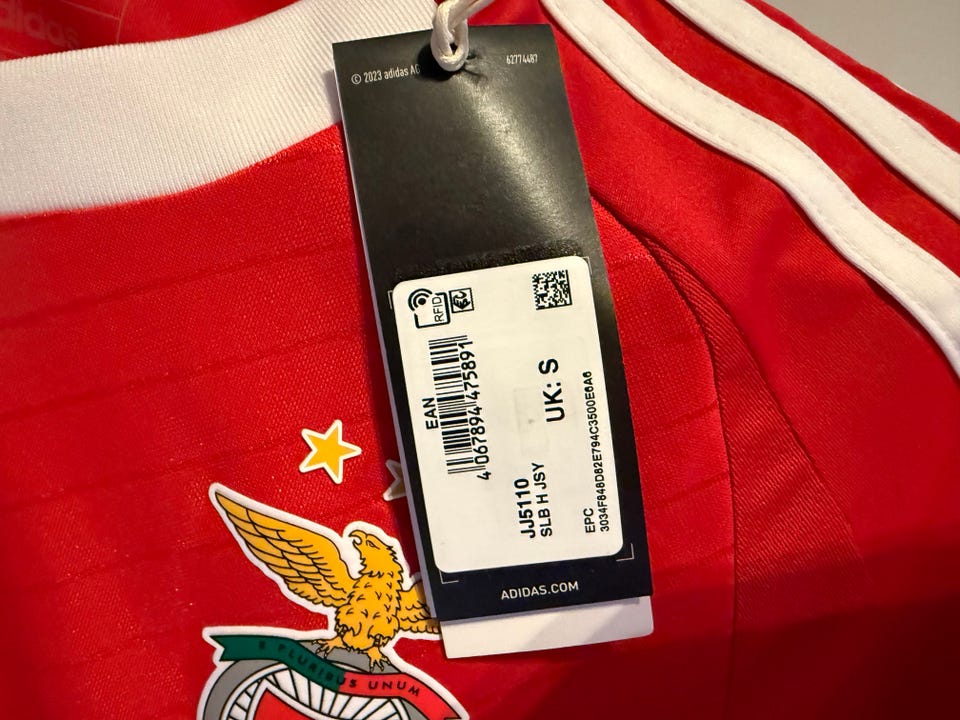 adidas
© 2023 adidas AG
62774487
RFID
EAN
4 067894 475891
UK: S
JJ5110
SLB H JSY
EPC
3034F848D82E794C3500E6A6
ADIDAS.COM
E PLURIBUS UNUM